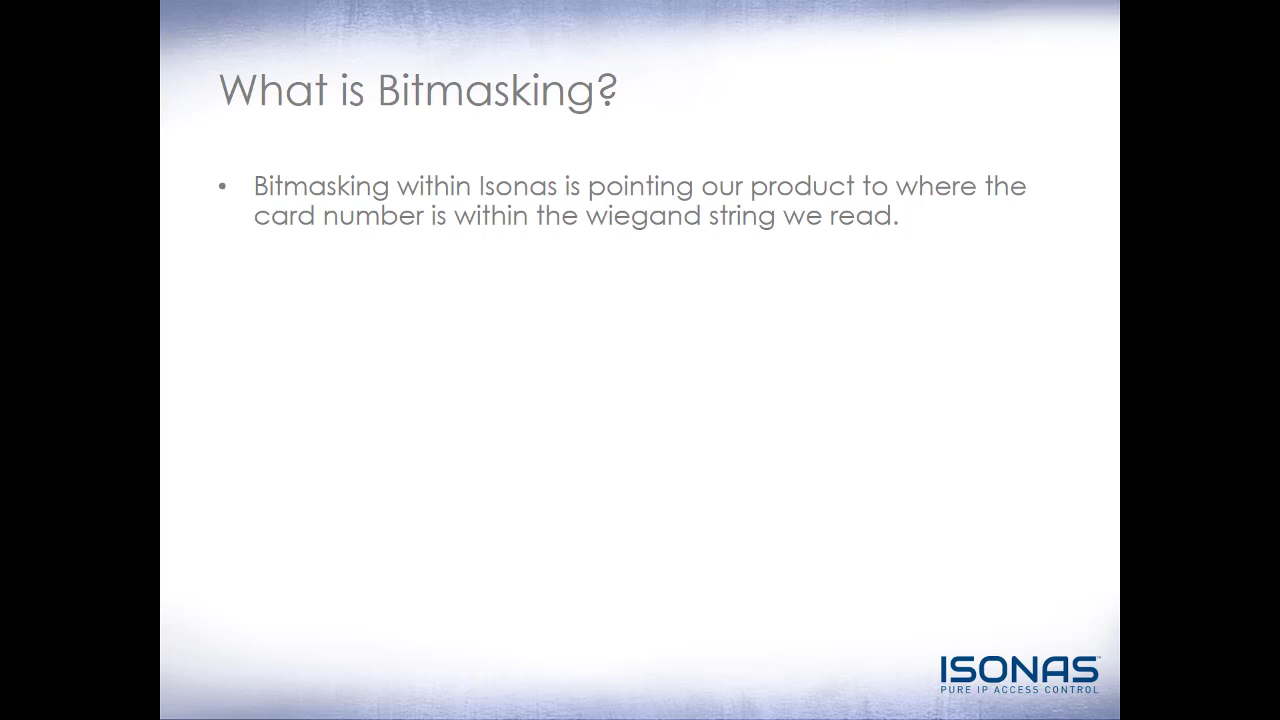 What is Bitmasking?
• Bitmasking within Isonas is pointing our product to where the
card number is within the wiegand string we read.
ISONAS™
PURE IP ACCESS CONTROL